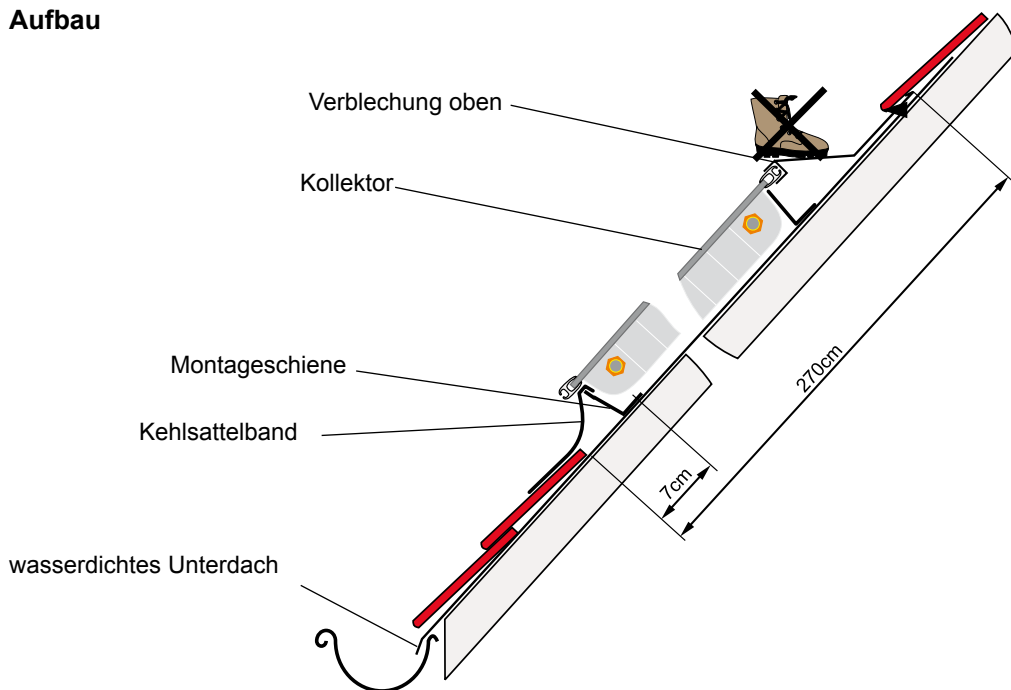 Aufbau
Verblechung oben
Kollektor
Montageschiene
Kehlsattelband
wasserdichtes Unterdach
270cm
7cm